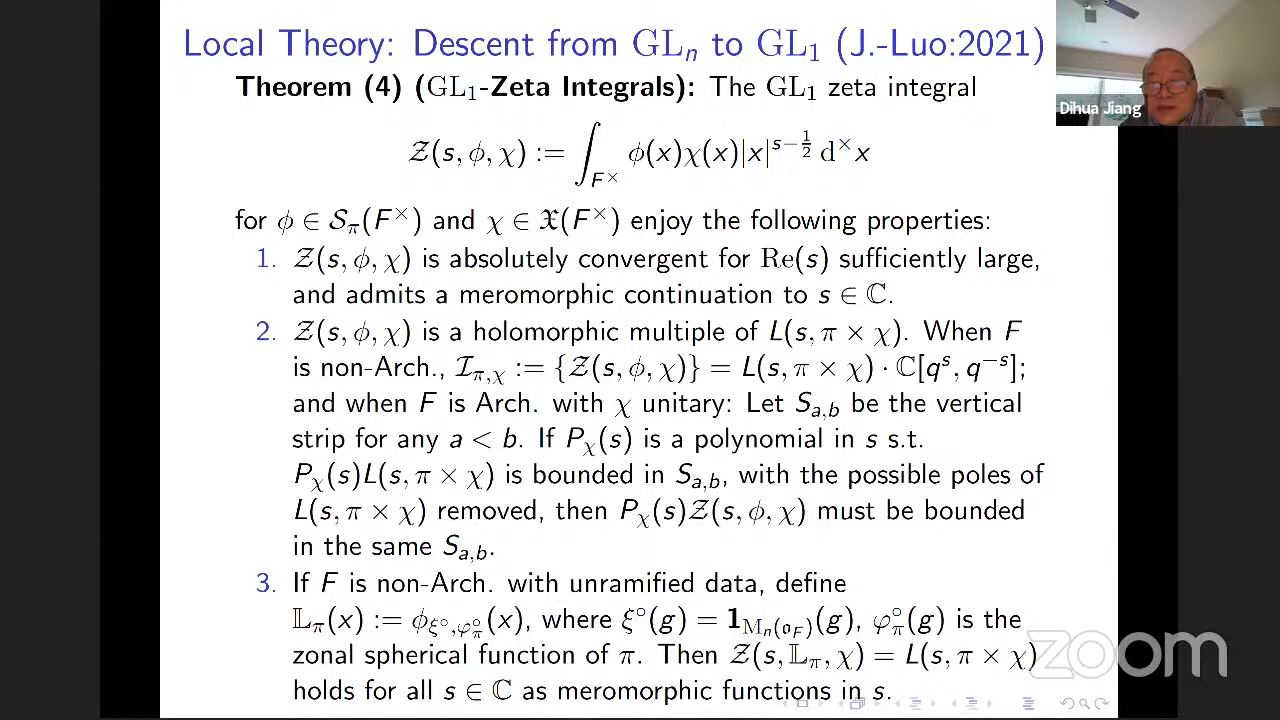 Local Theory: Descent from GLₙ to GL₁ (J.-Luo:2021)
Theorem (4) (GL₁-Zeta Integrals): The GL₁ zeta integral
𝒵(s, ϕ, χ) := ∫_{F^×} ϕ(x)χ(x)|x|^{s−1/2} d^×x
for ϕ ∈ 𝒮_π(F^×) and χ ∈ 𝔛(F^×) enjoy the following properties:
1. 𝒵(s, ϕ, χ) is absolutely convergent for Re(s) sufficiently large,
and admits a meromorphic continuation to s ∈ ℂ.
2. 𝒵(s, ϕ, χ) is a holomorphic multiple of L(s, π × χ). When F
is non-Arch., ℐ_{π,χ} := {𝒵(s, ϕ, χ)} = L(s, π × χ) · ℂ[q^s, q^{−s}];
and when F is Arch. with χ unitary: Let S_{a,b} be the vertical
strip for any a < b. If P_χ(s) is a polynomial in s s.t.
P_χ(s)L(s, π × χ) is bounded in S_{a,b}, with the possible poles of
L(s, π × χ) removed, then P_χ(s)𝒵(s, ϕ, χ) must be bounded
in the same S_{a,b}.
3. If F is non-Arch. with unramified data, define
𝕃_π(x) := ϕ_{ξ°,φ°_π}(x), where ξ°(g) = 𝟏_{Mₙ(𝔬_F)}(g), φ°_π(g) is the
zonal spherical function of π. Then 𝒵(s, 𝕃_π, χ) = L(s, π × χ)
holds for all s ∈ ℂ as meromorphic functions in s.
Dihua Jiang
zoom